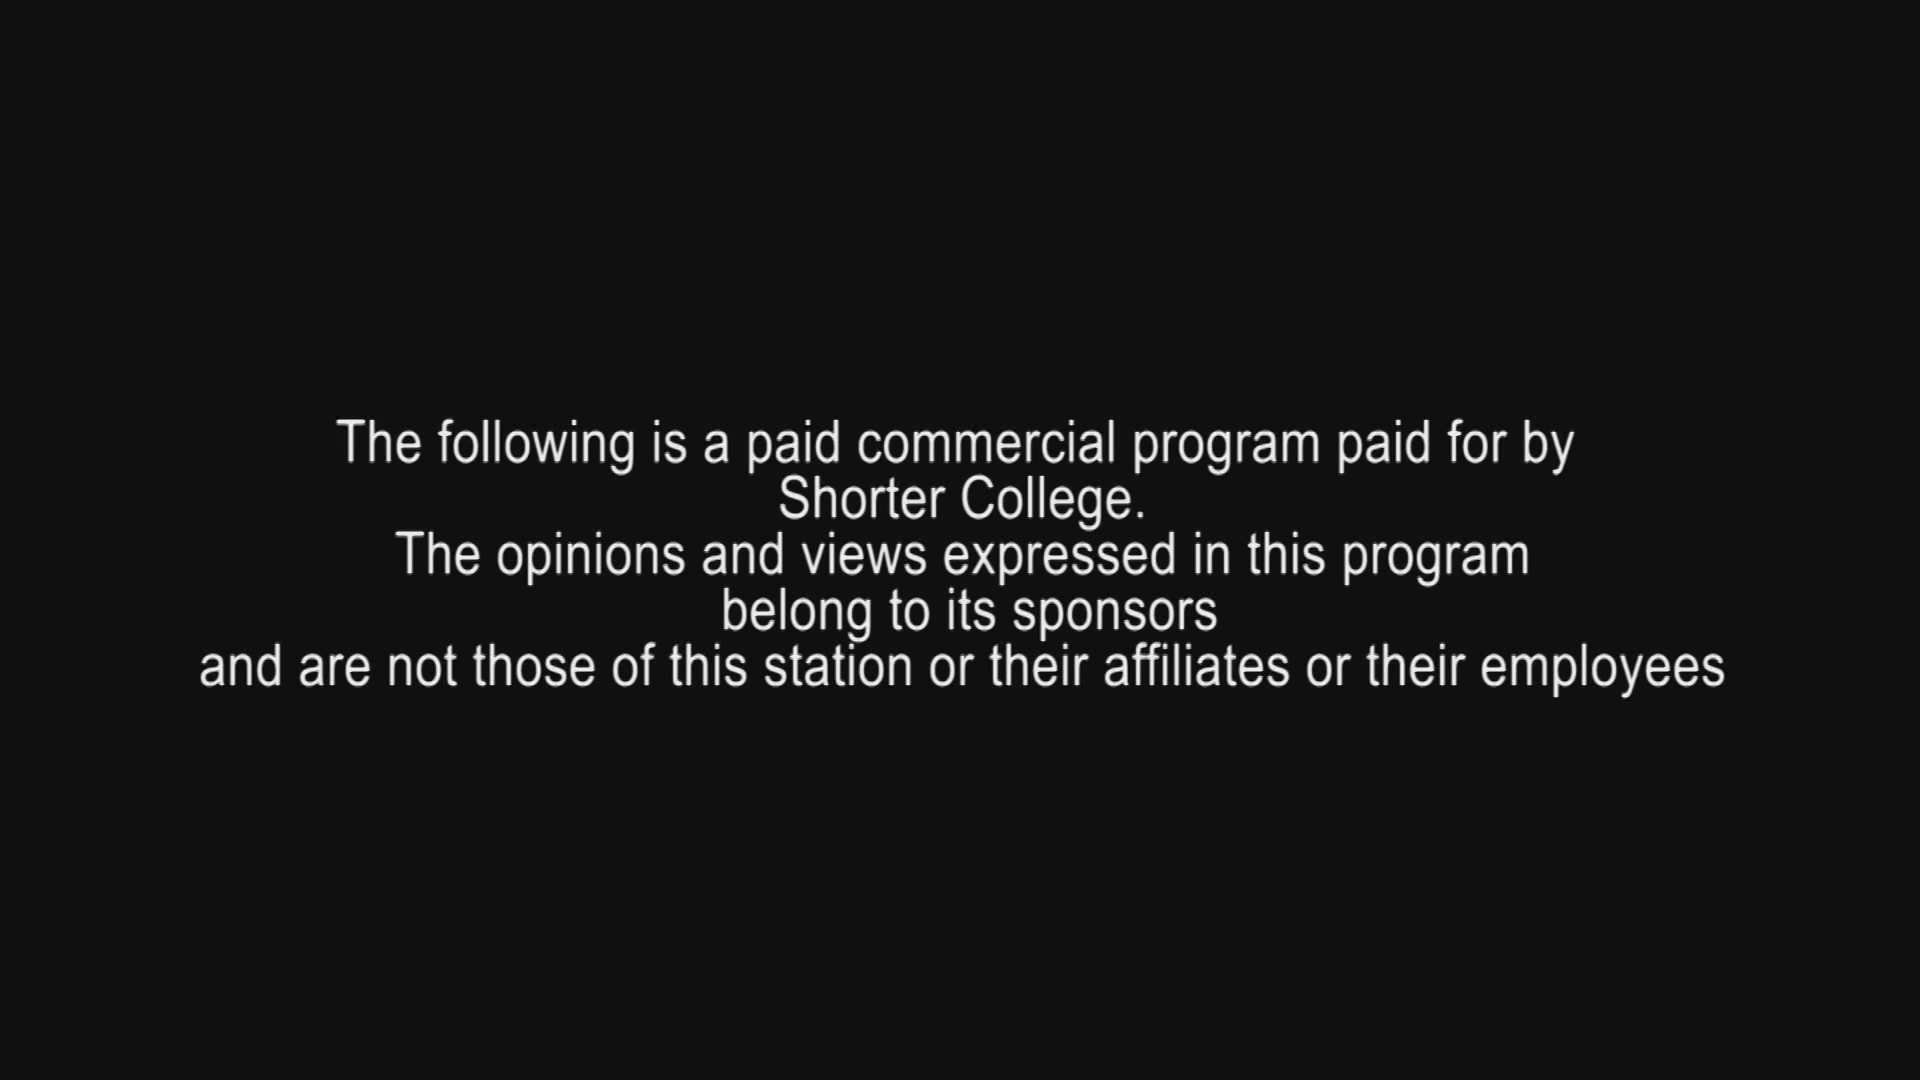 The following is a paid commercial program paid for by
Shorter College.
The opinions and views expressed in this program
belong to its sponsors
and are not those of this station or their affiliates or their employees